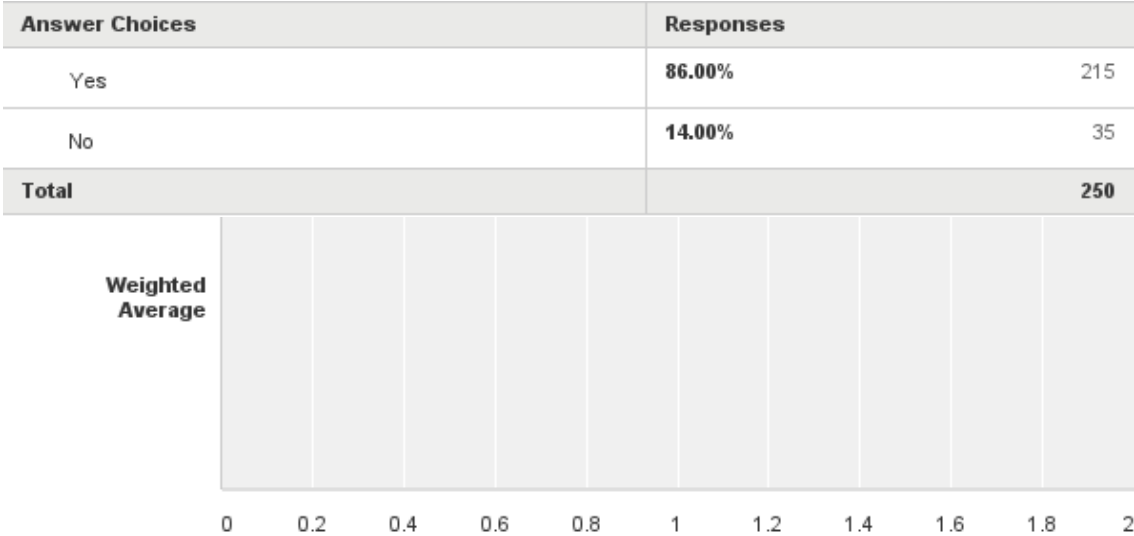 Answer Choices Responses
Yes 86.00% 215
No 14.00% 35
Total 250
Weighted
Average
0 0.2 0.4 0.6 0.8 1 1.2 1.4 1.6 1.8 2